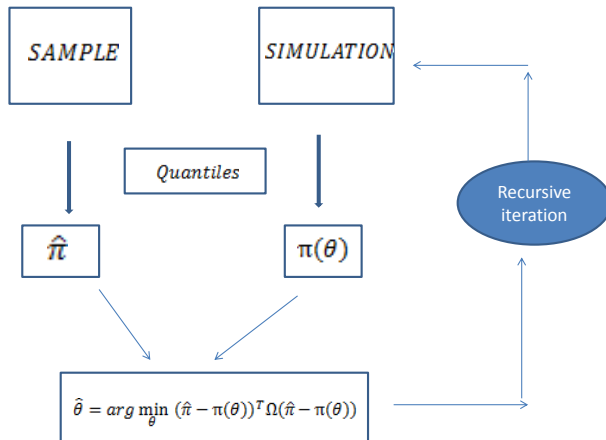 SAMPLE
SIMULATION
Quantiles
Recursive
iteration
π̂
π(θ)
θ̂ = arg min_θ (π̂ − π(θ))ᵀ Ω(π̂ − π(θ))